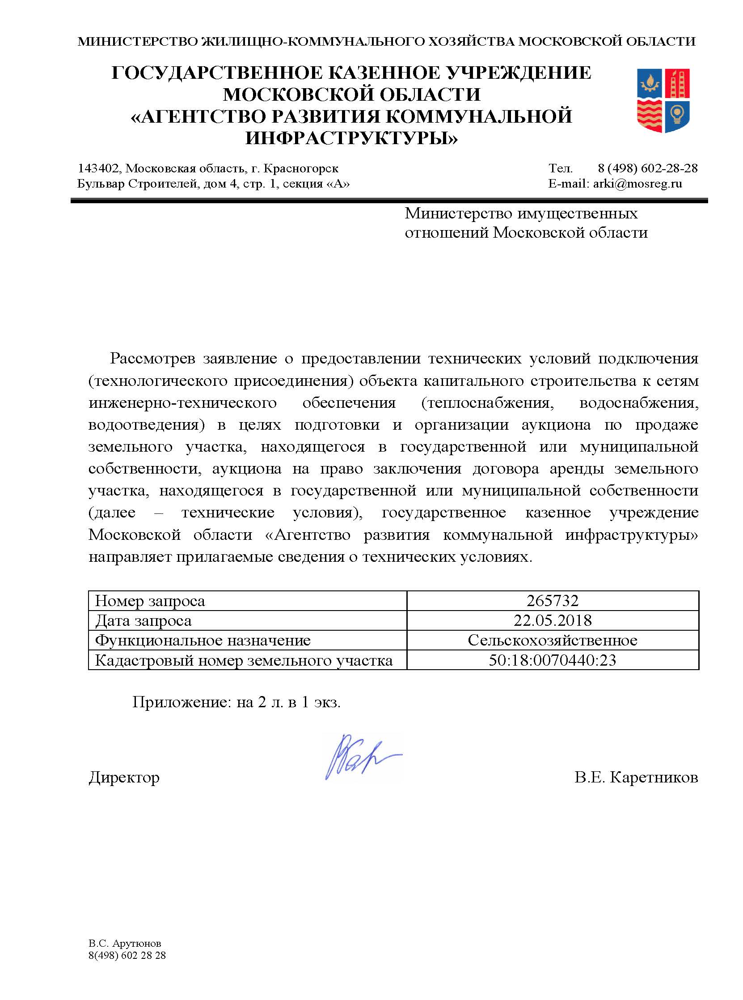 МИНИСТЕРСТВО ЖИЛИЩНО-КОММУНАЛЬНОГО ХОЗЯЙСТВА МОСКОВСКОЙ ОБЛАСТИ
ГОСУДАРСТВЕННОЕ КАЗЕННОЕ УЧРЕЖДЕНИЕ
МОСКОВСКОЙ ОБЛАСТИ
«АГЕНТСТВО РАЗВИТИЯ КОММУНАЛЬНОЙ
ИНФРАСТРУКТУРЫ»
143402, Московская область, г. Красногорск
Бульвар Строителей, дом 4, стр. 1, секция «А»
Тел. 8 (498) 602-28-28
E-mail: arki@mosreg.ru
Министерство имущественных
отношений Московской области
Рассмотрев заявление о предоставлении технических условий подключения
(технологического присоединения) объекта капитального строительства к сетям
инженерно-технического обеспечения (теплоснабжения, водоснабжения,
водоотведения) в целях подготовки и организации аукциона по продаже
земельного участка, находящегося в государственной или муниципальной
собственности, аукциона на право заключения договора аренды земельного
участка, находящегося в государственной или муниципальной собственности
(далее – технические условия), государственное казенное учреждение
Московской области «Агентство развития коммунальной инфраструктуры»
направляет прилагаемые сведения о технических условиях.
Номер запроса 265732
Дата запроса 22.05.2018
Функциональное назначение Сельскохозяйственное
Кадастровый номер земельного участка 50:18:0070440:23
Приложение: на 2 л. в 1 экз.
Директор В.Е. Каретников
В.С. Арутюнов
8(498) 602 28 28